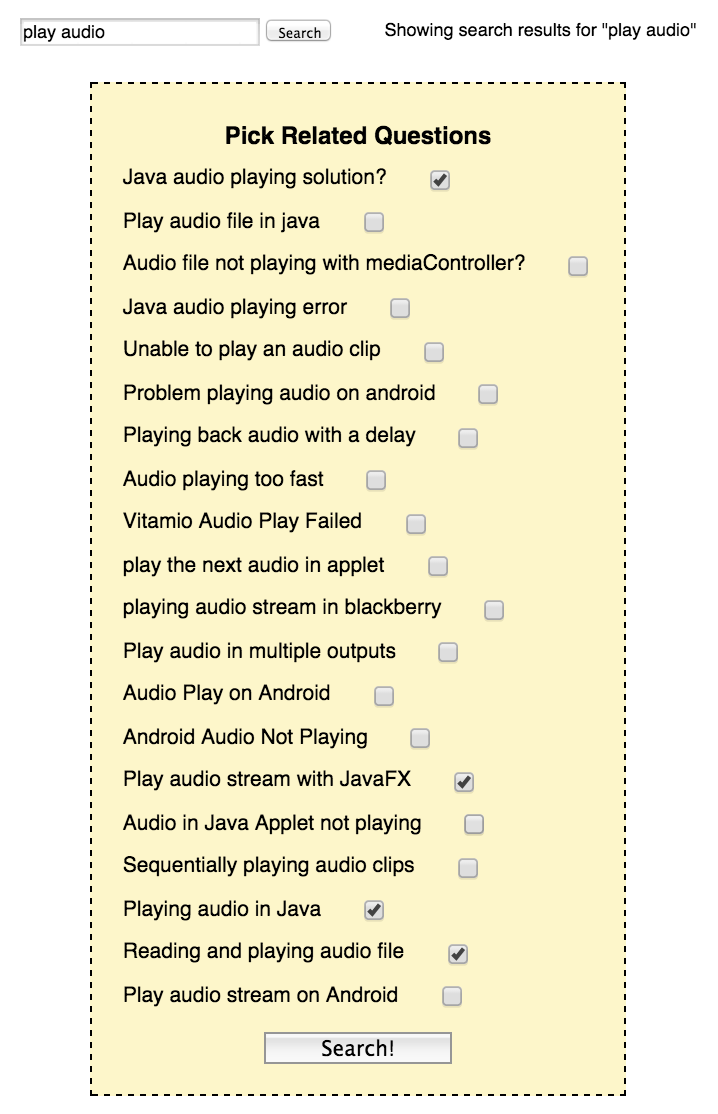 play audio Search Showing search results for "play audio"
Pick Related Questions
Java audio playing solution?
Play audio file in java
Audio file not playing with mediaController?
Java audio playing error
Unable to play an audio clip
Problem playing audio on android
Playing back audio with a delay
Audio playing too fast
Vitamio Audio Play Failed
play the next audio in applet
playing audio stream in blackberry
Play audio in multiple outputs
Audio Play on Android
Android Audio Not Playing
Play audio stream with JavaFX
Audio in Java Applet not playing
Sequentially playing audio clips
Playing audio in Java
Reading and playing audio file
Play audio stream on Android
Search!